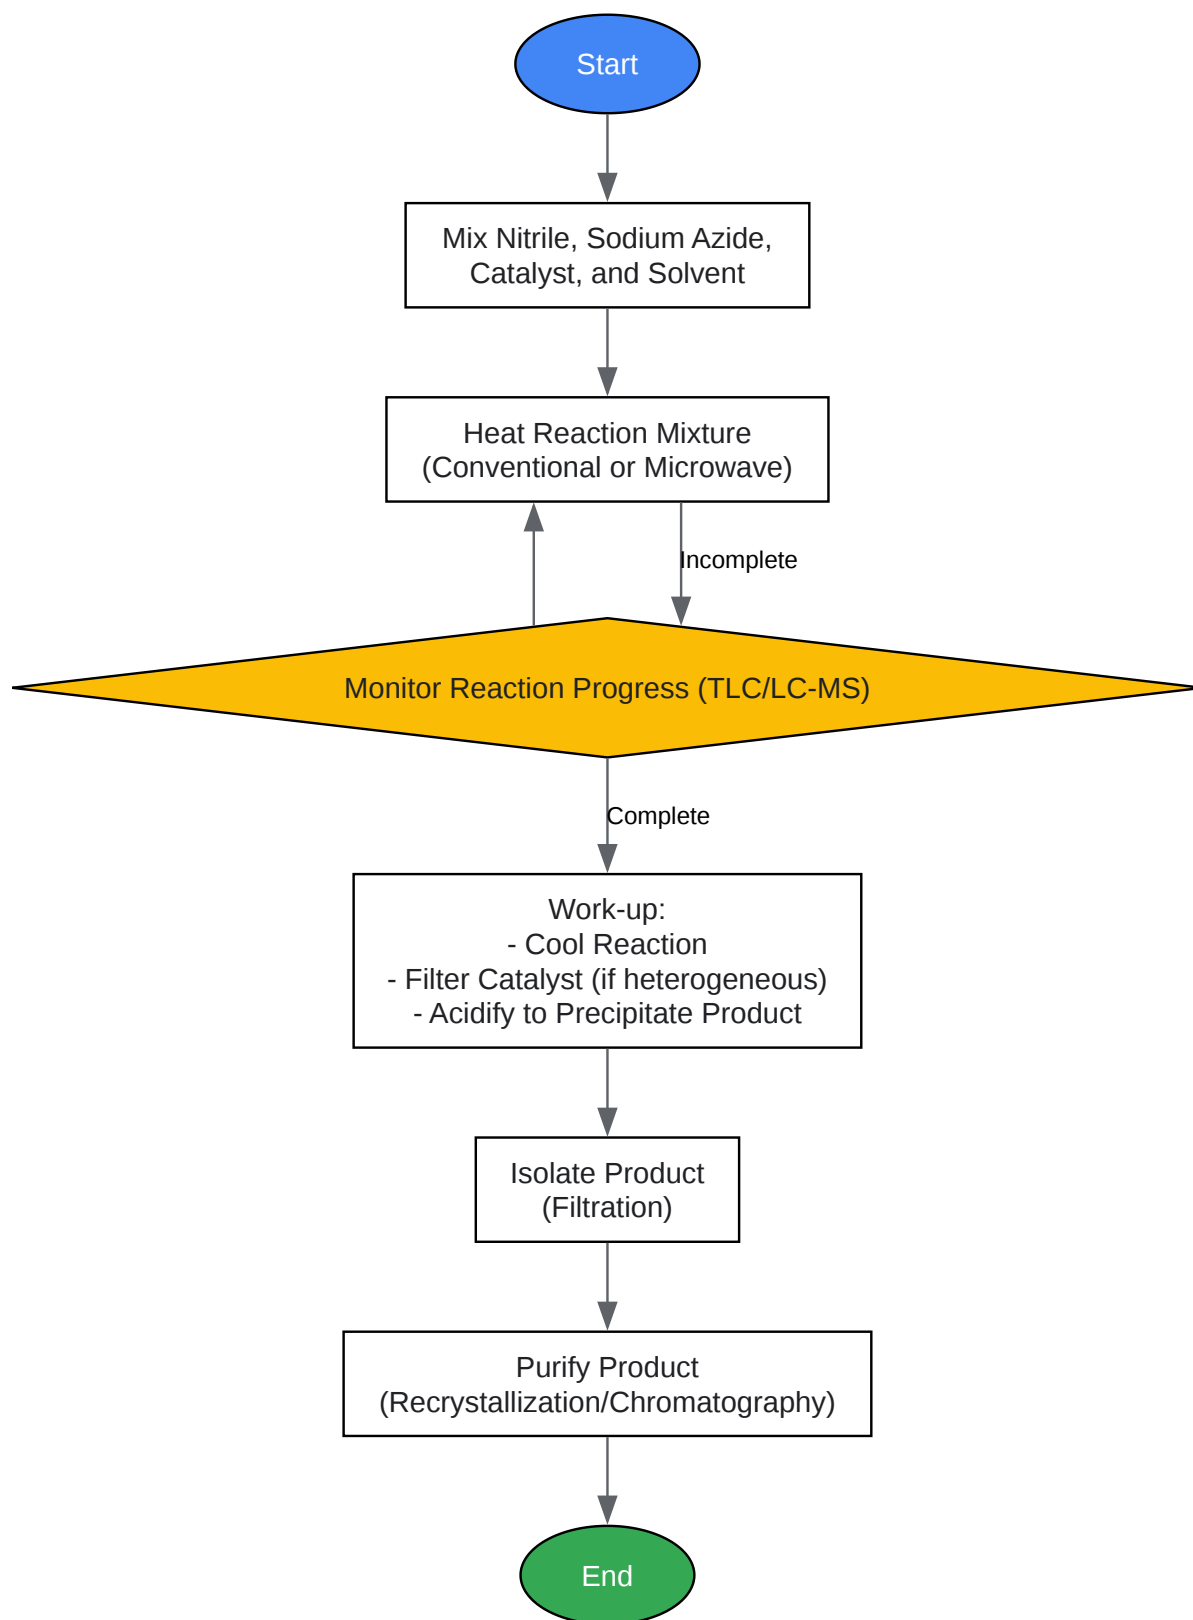 Start
Mix Nitrile, Sodium Azide,
Catalyst, and Solvent
Heat Reaction Mixture
(Conventional or Microwave)
Incomplete
Monitor Reaction Progress (TLC/LC-MS)
Complete
Work-up:
- Cool Reaction
- Filter Catalyst (if heterogeneous)
- Acidify to Precipitate Product
Isolate Product
(Filtration)
Purify Product
(Recrystallization/Chromatography)
End